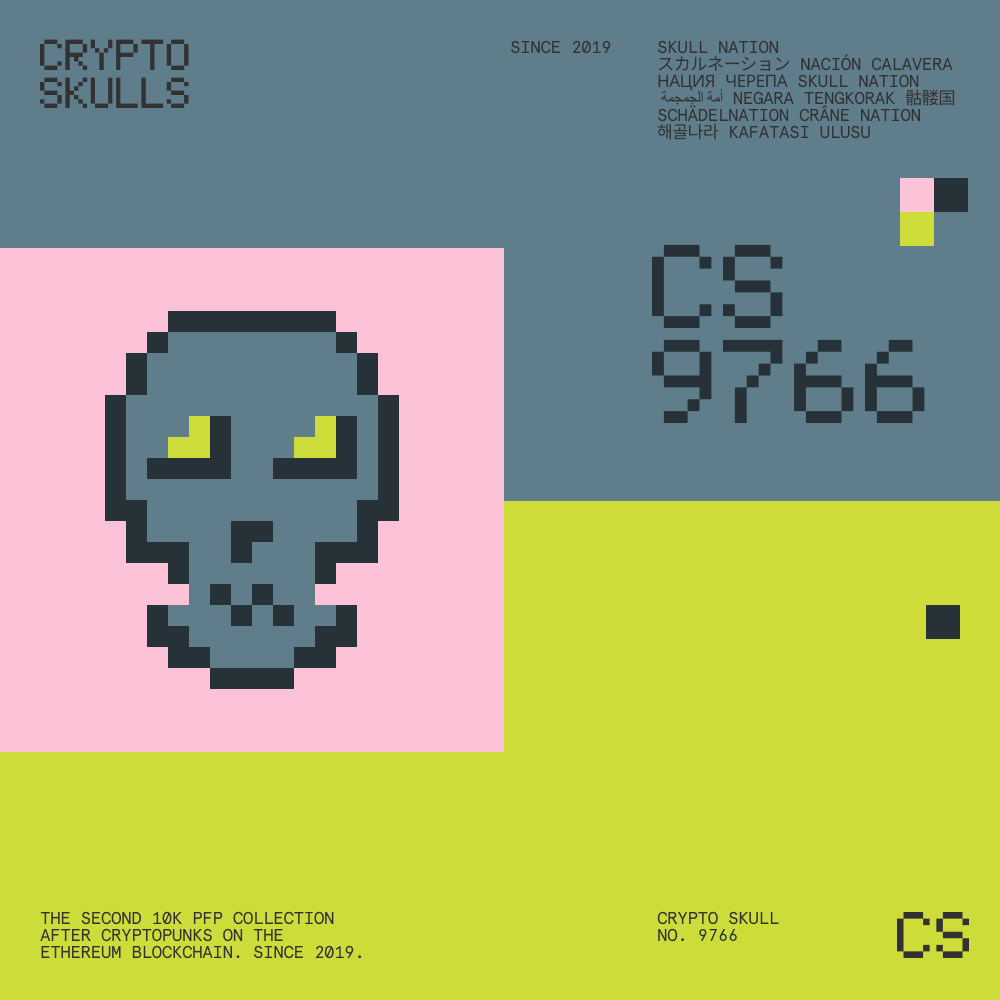 CRYPTO
SKULLS
SINCE 2019
SKULL NATION
スカルネーション NACIÓN CALAVERA
НАЦИЯ ЧЕРЕПА SKULL NATION
أمة الجمجمة NEGARA TENGKORAK 骷髅国
SCHÄDELNATION CRÂNE NATION
해골나라 KAFATASI ULUSU
CS
9766
THE SECOND 10K PFP COLLECTION
AFTER CRYPTOPUNKS ON THE
ETHEREUM BLOCKCHAIN. SINCE 2019.
CRYPTO SKULL
NO. 9766
CS